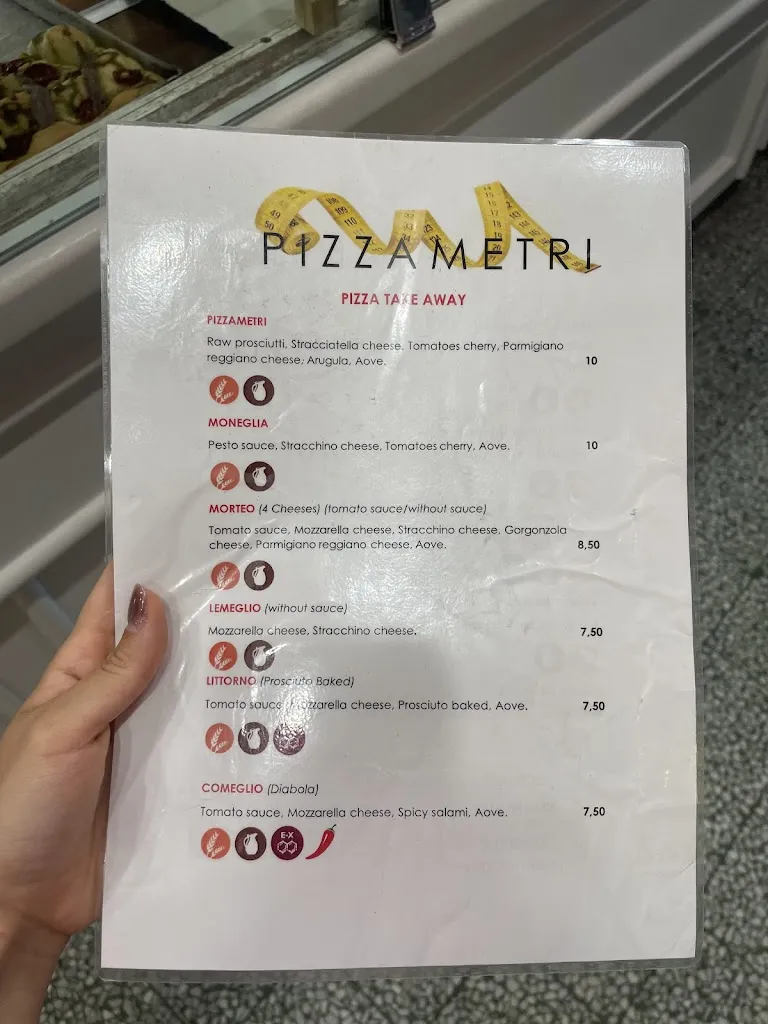 PIZZAMETRI
PIZZA TAKE AWAY
PIZZAMETRI
Raw prosciutti, Stracciatella cheese, Tomatoes cherry, Parmigiano
reggiano cheese, Arugula, Aove. 10
MONEGLIA
Pesto sauce, Stracchino cheese, Tomatoes cherry, Aove. 10
MORTEO (4 Cheeses) (tomato sauce/without sauce)
Tomato sauce, Mozzarella cheese, Stracchino cheese, Gorgonzola
cheese, Parmigiano reggiano cheese, Aove. 8,50
LEMEGLIO (without sauce)
Mozzarella cheese, Stracchino cheese. 7,50
LITTORNO (Prosciuto Baked)
Tomato sauce, Mozzarella cheese, Prosciuto baked, Aove. 7,50
COMEGLIO (Diabola)
Tomato sauce, Mozzarella cheese, Spicy salami, Aove. 7,50
E-X